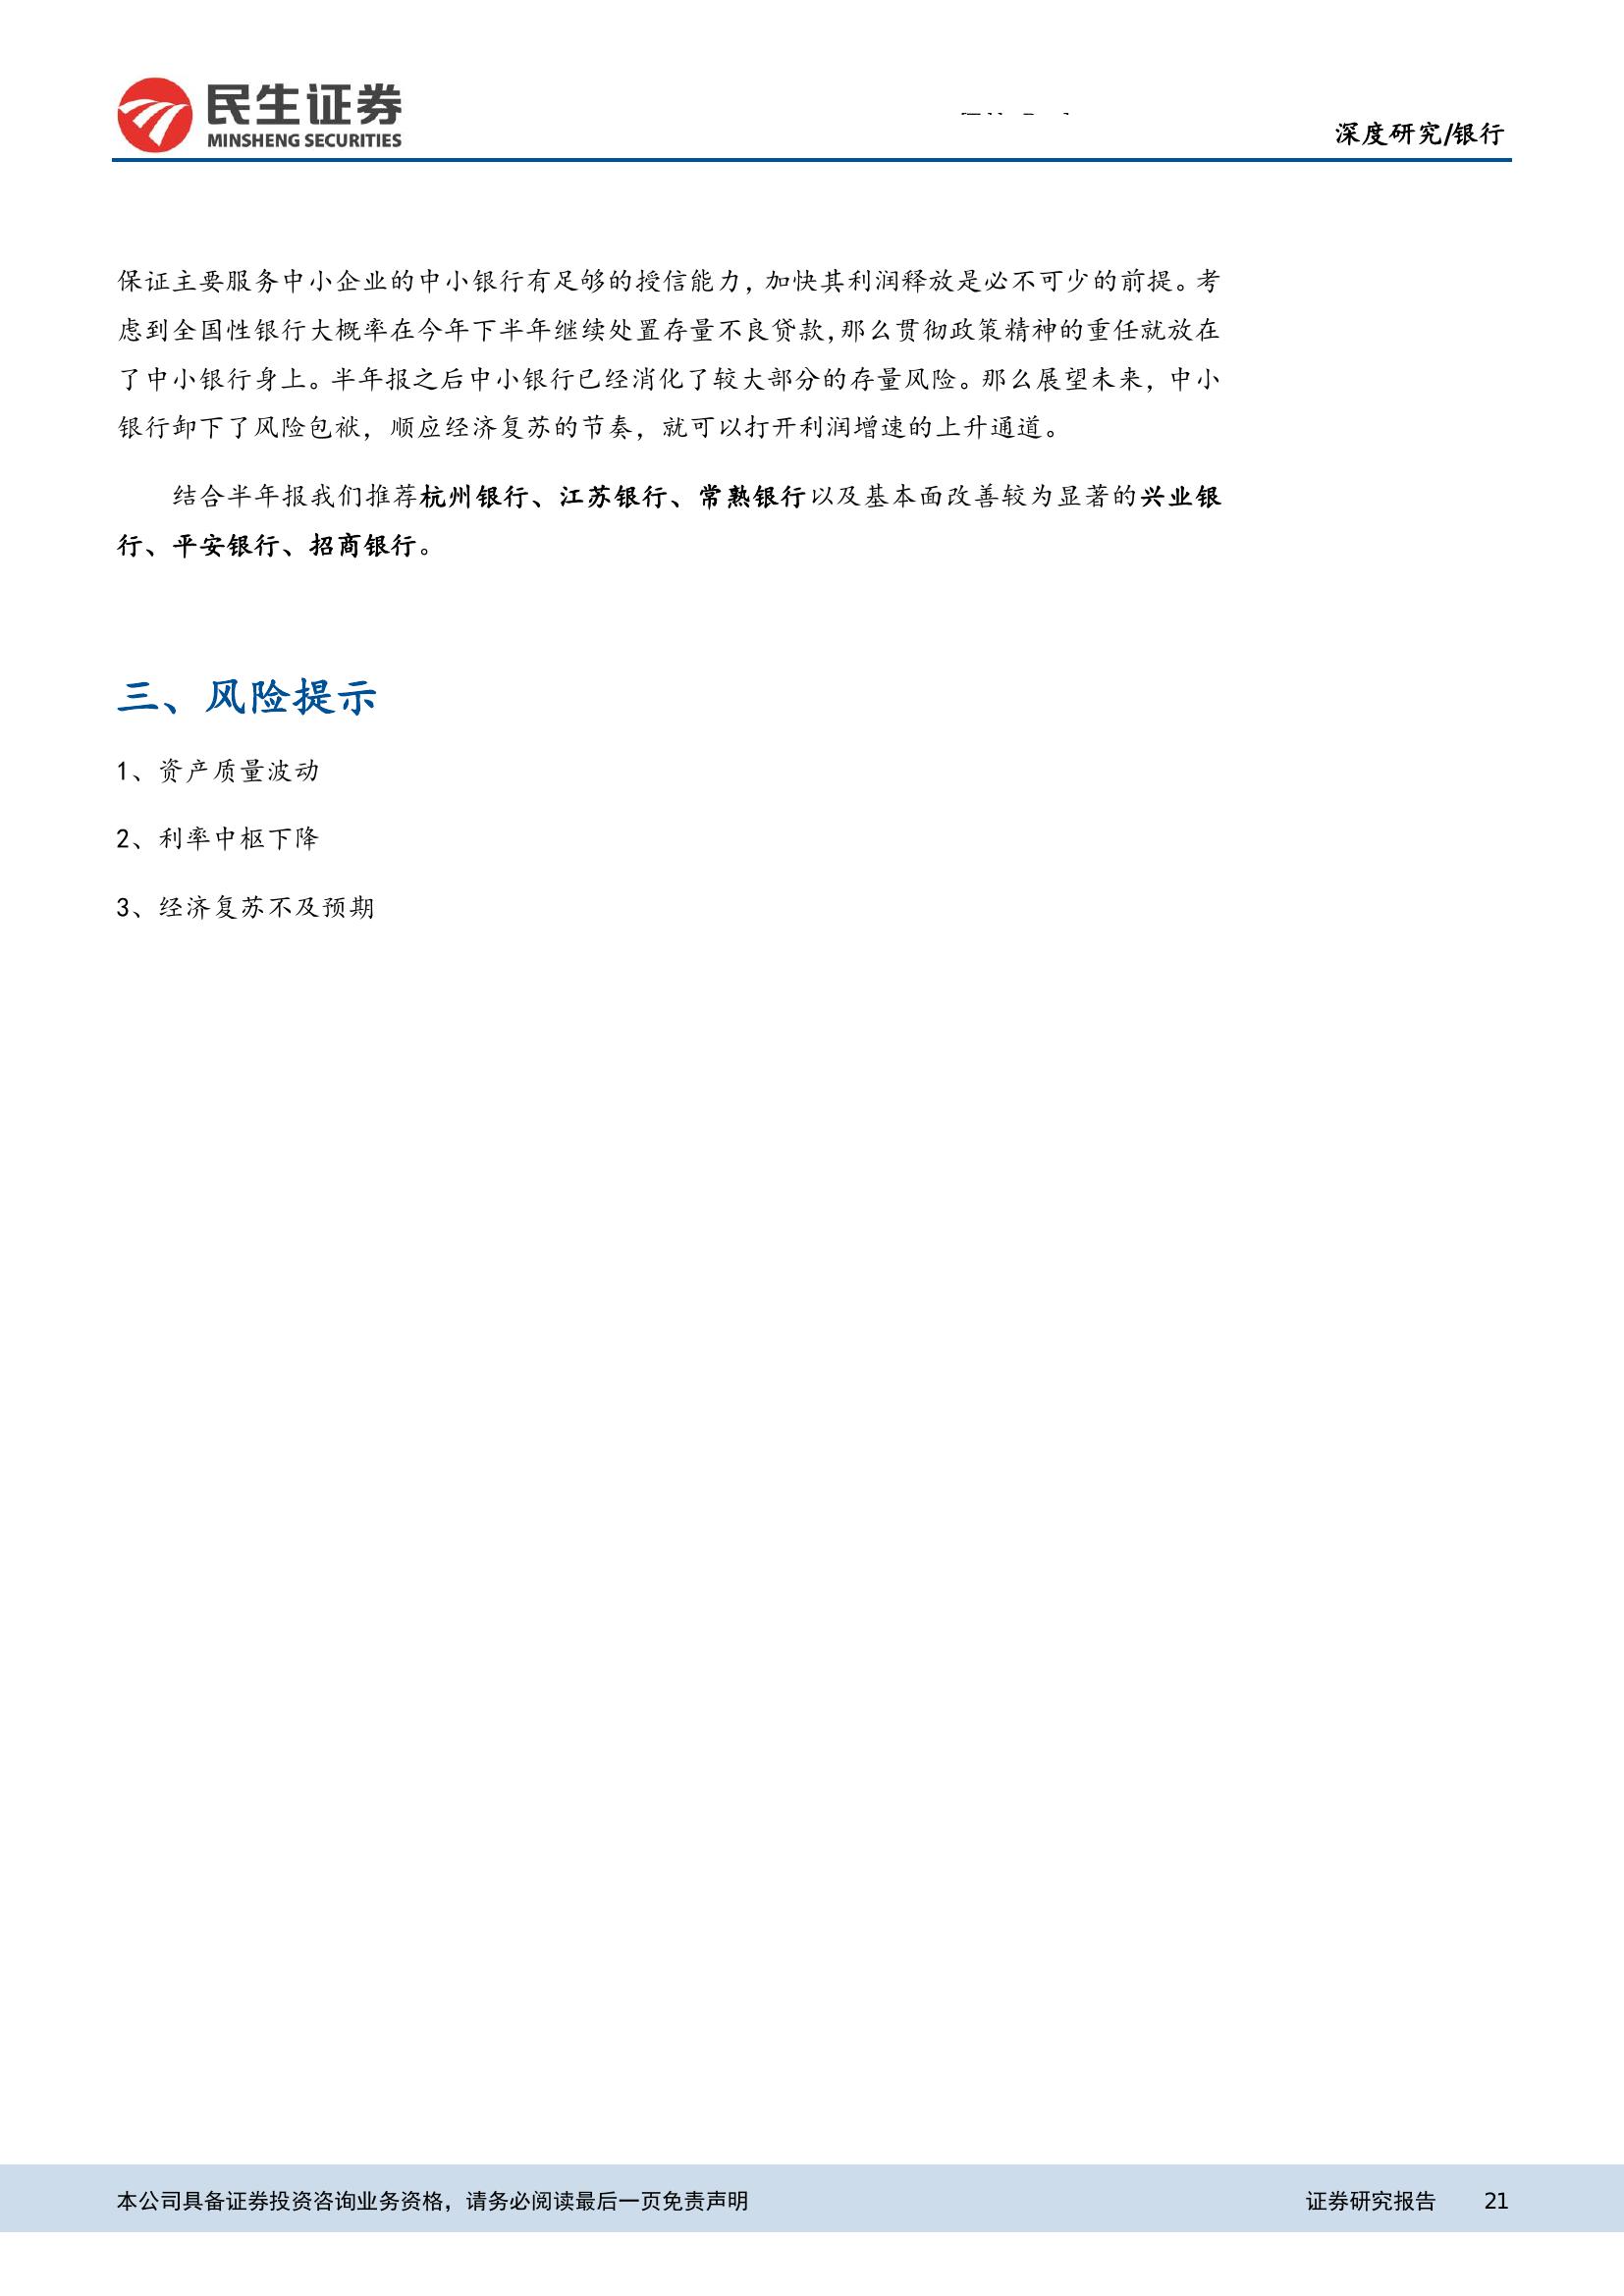 民生证券
MINSHENG SECURITIES
深度研究/银行
保证主要服务中小企业的中小银行有足够的授信能力，加快其利润释放是必不可少的前提。考
虑到全国性银行大概率在今年下半年继续处置存量不良贷款，那么贯彻政策精神的重任就放在
了中小银行身上。半年报之后中小银行已经消化了较大部分的存量风险。那么展望未来，中小
银行卸下了风险包袱，顺应经济复苏的节奏，就可以打开利润增速的上升通道。
结合半年报我们推荐杭州银行、江苏银行、常熟银行以及基本面改善较为显著的兴业银
行、平安银行、招商银行。
三、风险提示
1、资产质量波动
2、利率中枢下降
3、经济复苏不及预期
本公司具备证券投资咨询业务资格，请务必阅读最后一页免责声明
证券研究报告 21